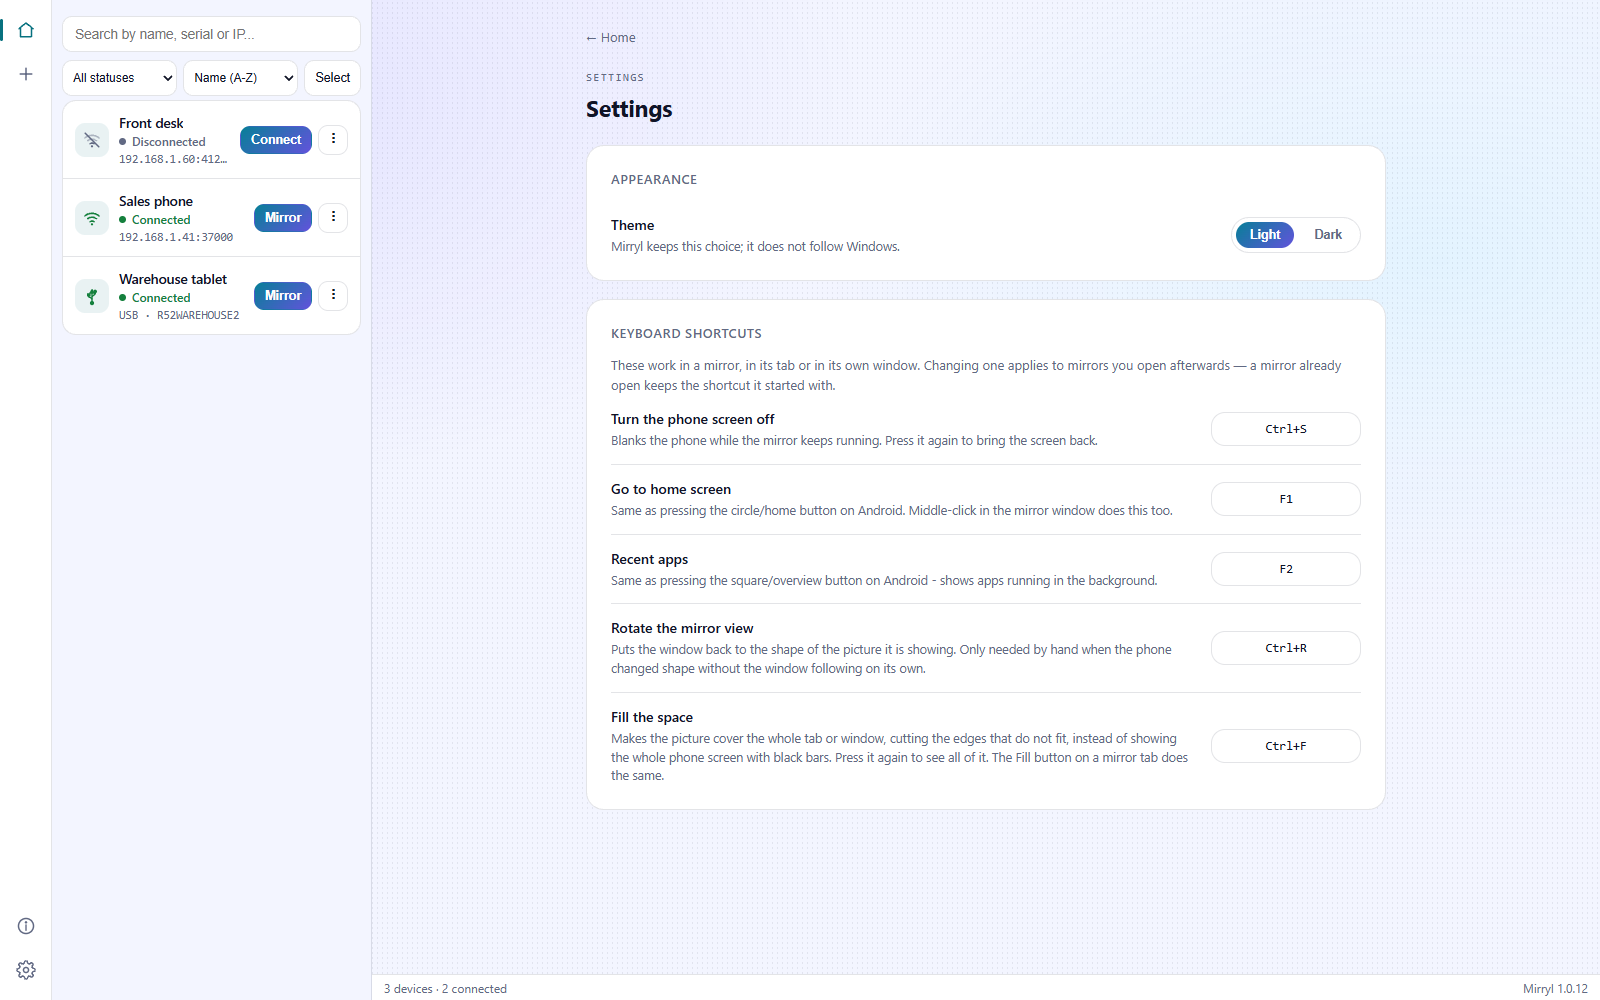 Search by name, serial or IP...
All statuses
Name (A-Z)
Select
Front desk
Disconnected
192.168.1.60:412…
Connect
Sales phone
Connected
192.168.1.41:37000
Mirror
Warehouse tablet
Connected
USB · R52WAREHOUSE2
Mirror
← Home
SETTINGS
Settings
APPEARANCE
Theme
Mirryl keeps this choice; it does not follow Windows.
Light
Dark
KEYBOARD SHORTCUTS
These work in a mirror, in its tab or in its own window. Changing one applies to mirrors you open afterwards — a mirror already
open keeps the shortcut it started with.
Turn the phone screen off
Blanks the phone while the mirror keeps running. Press it again to bring the screen back.
Ctrl+S
Go to home screen
Same as pressing the circle/home button on Android. Middle-click in the mirror window does this too.
F1
Recent apps
Same as pressing the square/overview button on Android - shows apps running in the background.
F2
Rotate the mirror view
Puts the window back to the shape of the picture it is showing. Only needed by hand when the phone
changed shape without the window following on its own.
Ctrl+R
Fill the space
Makes the picture cover the whole tab or window, cutting the edges that do not fit, instead of showing
the whole phone screen with black bars. Press it again to see all of it. The Fill button on a mirror tab does
the same.
Ctrl+F
3 devices · 2 connected
Mirryl 1.0.12